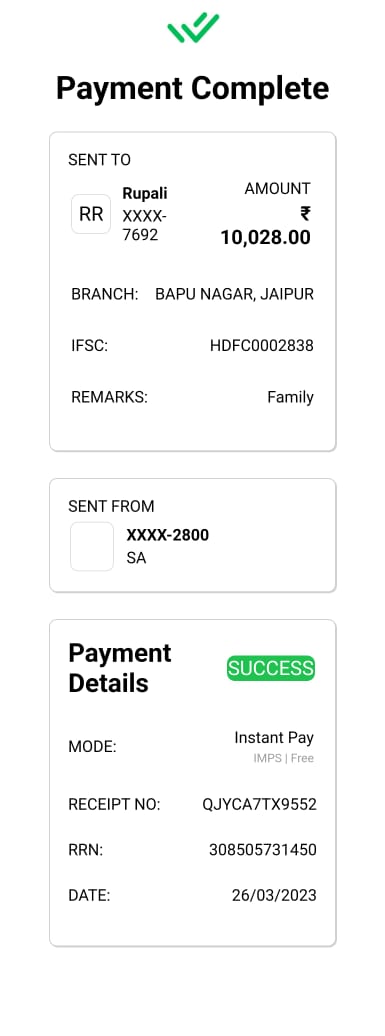 Payment Complete
SENT TO
RR
Rupali
XXXX-
7692
AMOUNT
₹
10,028.00
BRANCH: BAPU NAGAR, JAIPUR
IFSC: HDFC0002838
REMARKS: Family
SENT FROM
XXXX-2800
SA
Payment
Details
SUCCESS
MODE: Instant Pay
IMPS | Free
RECEIPT NO: QJYCA7TX9552
RRN: 308505731450
DATE: 26/03/2023